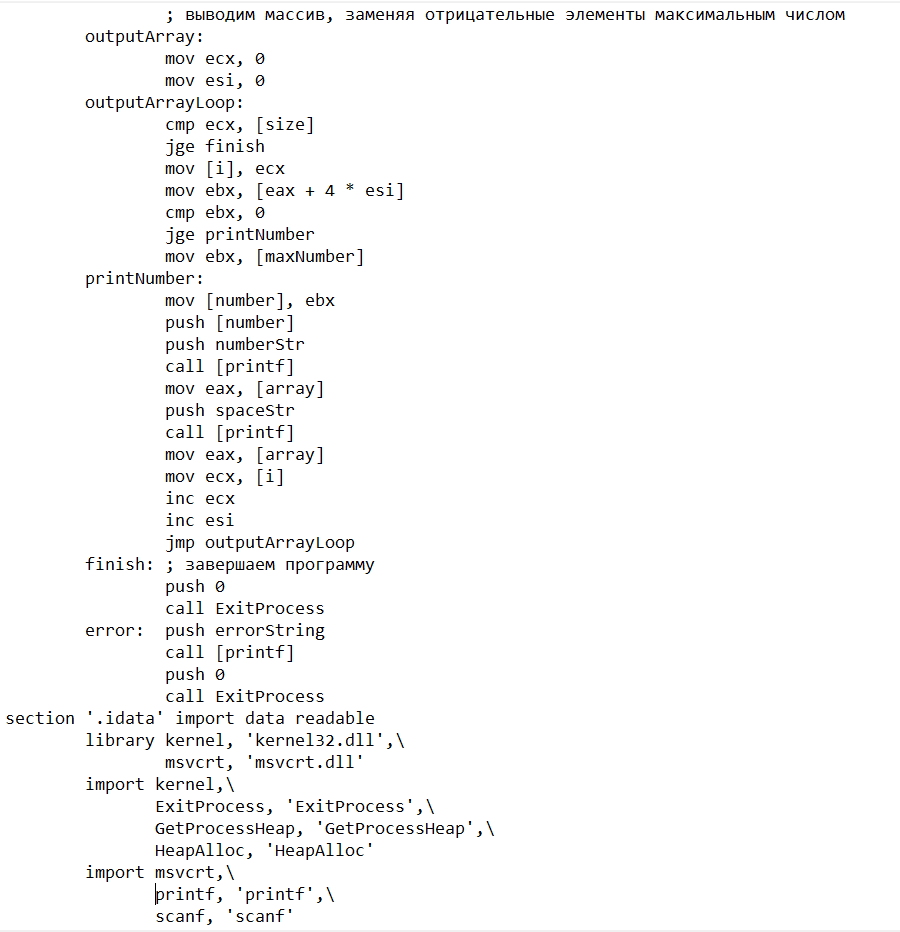 ; выводим массив, заменяя отрицательные элементы максимальным числом
outputArray:
mov ecx, 0
mov esi, 0
outputArrayLoop:
cmp ecx, [size]
jge finish
mov [i], ecx
mov ebx, [eax + 4 * esi]
cmp ebx, 0
jge printNumber
mov ebx, [maxNumber]
printNumber:
mov [number], ebx
push [number]
push numberStr
call [printf]
mov eax, [array]
push spaceStr
call [printf]
mov eax, [array]
mov ecx, [i]
inc ecx
inc esi
jmp outputArrayLoop
finish: ; завершаем программу
push 0
call ExitProcess
error: push errorString
call [printf]
push 0
call ExitProcess
section '.idata' import data readable
library kernel, 'kernel32.dll',\
msvcrt, 'msvcrt.dll'
import kernel,\
ExitProcess, 'ExitProcess',\
GetProcessHeap, 'GetProcessHeap',\
HeapAlloc, 'HeapAlloc'
import msvcrt,\
printf, 'printf',\
scanf, 'scanf'